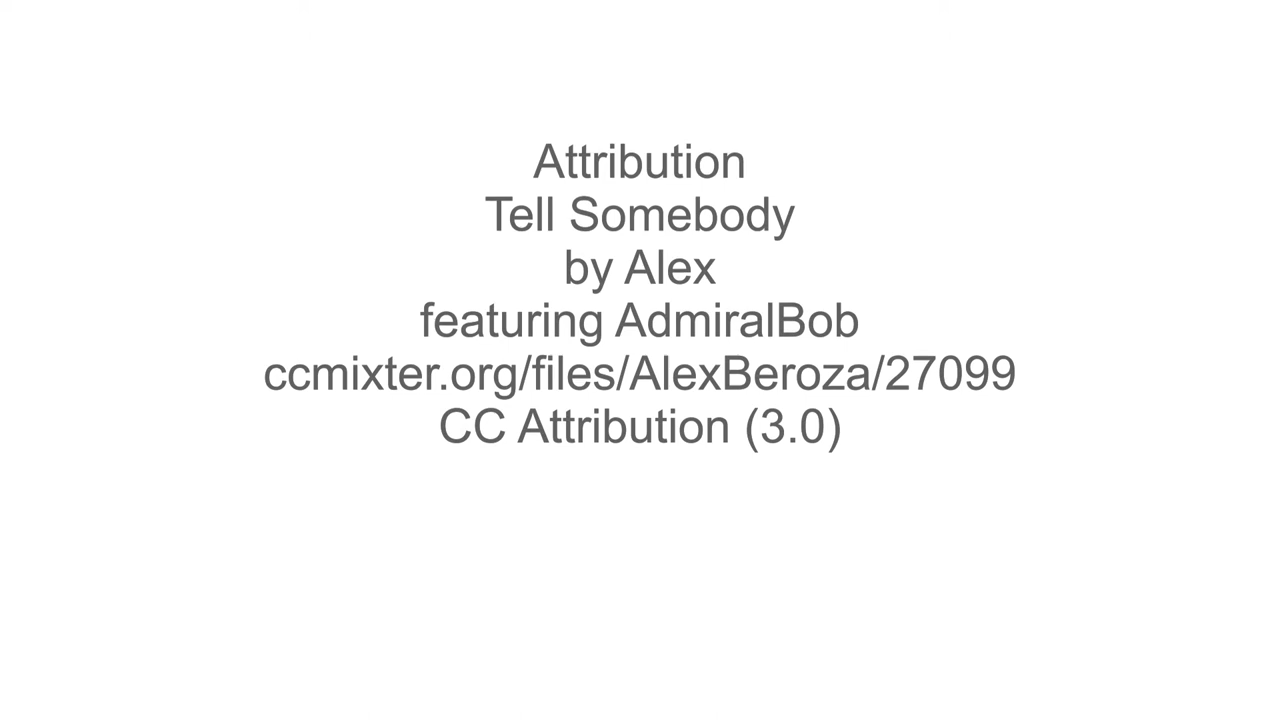 Attribution
Tell Somebody
by Alex
featuring AdmiralBob
ccmixter.org/files/AlexBeroza/27099
CC Attribution (3.0)